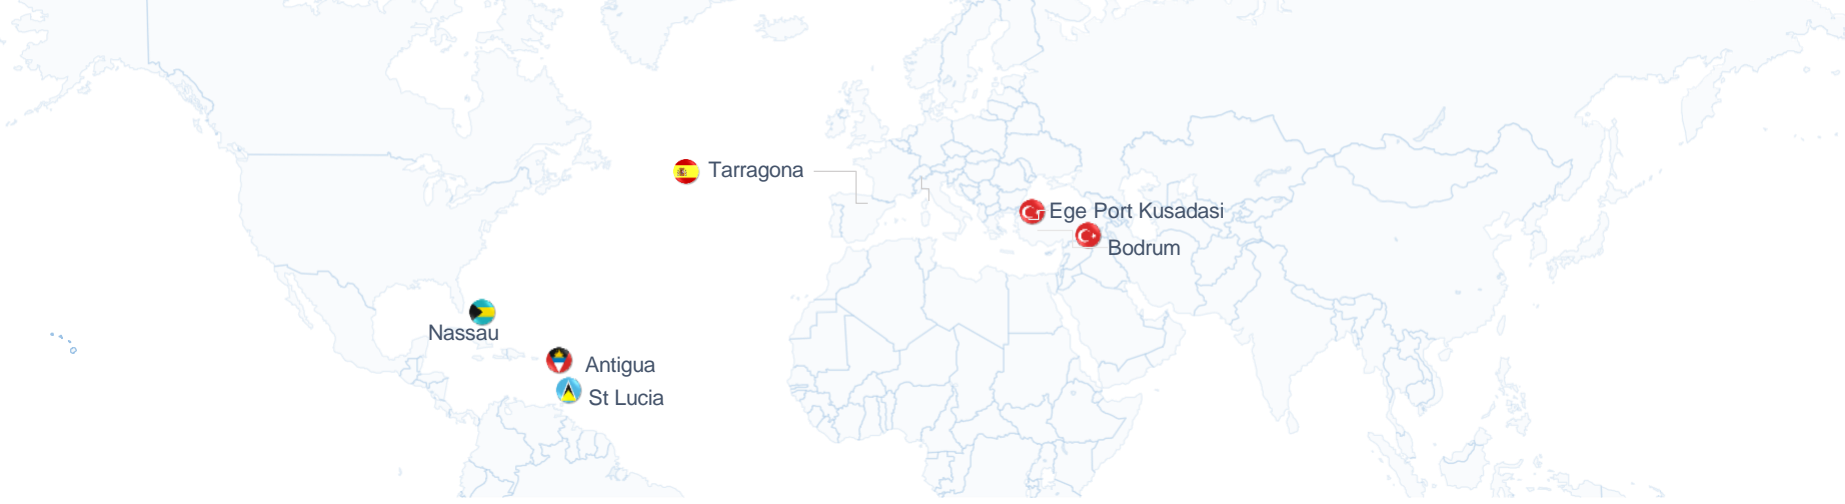 Tarragona
Ege Port Kusadasi
Bodrum
Nassau
Antigua
St Lucia